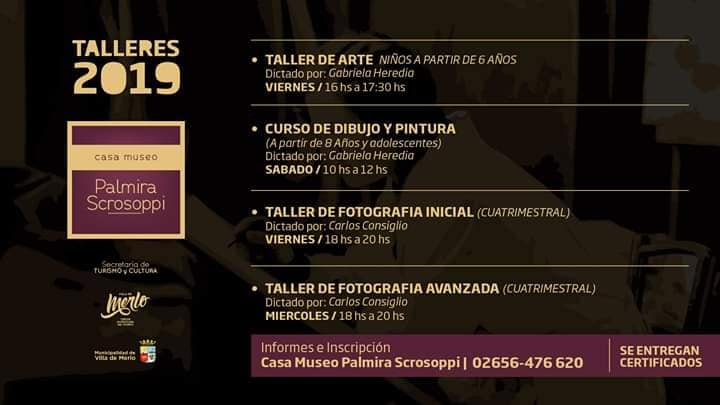 TALLERES
2019
casa museo
Palmira
Scrosoppi
Secretaría de
TURISMO y CULTURA
Merlo
Municipalidad de
Villa de Merlo
• TALLER DE ARTE NIÑOS A PARTIR DE 6 AÑOS
Dictado por: Gabriela Heredia
VIERNES / 16 hs a 17:30 hs
• CURSO DE DIBUJO Y PINTURA
(A partir de 8 Años y adolescentes)
Dictado por: Gabriela Heredia
SABADO / 10 hs a 12 hs
• TALLER DE FOTOGRAFIA INICIAL (CUATRIMESTRAL)
Dictado por: Carlos Consiglio
VIERNES / 18 hs a 20 hs
• TALLER DE FOTOGRAFIA AVANZADA (CUATRIMESTRAL)
Dictado por: Carlos Consiglio
MIERCOLES / 18 hs a 20 hs
Informes e Inscripción
Casa Museo Palmira Scrosoppi | 02656-476 620
SE ENTREGAN
CERTIFICADOS